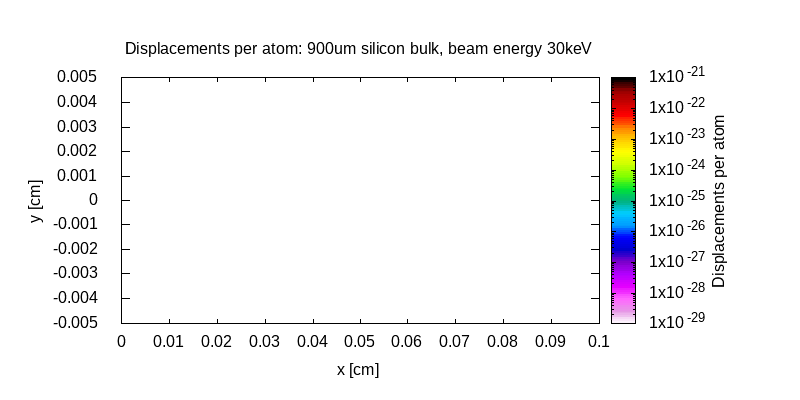 Displacements per atom: 900um silicon bulk, beam energy 30keV
0.005
0.004
0.003
0.002
0.001
0
-0.001
-0.002
-0.003
-0.004
-0.005
y [cm]
0 0.01 0.02 0.03 0.04 0.05 0.06 0.07 0.08 0.09 0.1
x [cm]
1x10^-21
1x10^-22
1x10^-23
1x10^-24
1x10^-25
1x10^-26
1x10^-27
1x10^-28
1x10^-29
Displacements per atom